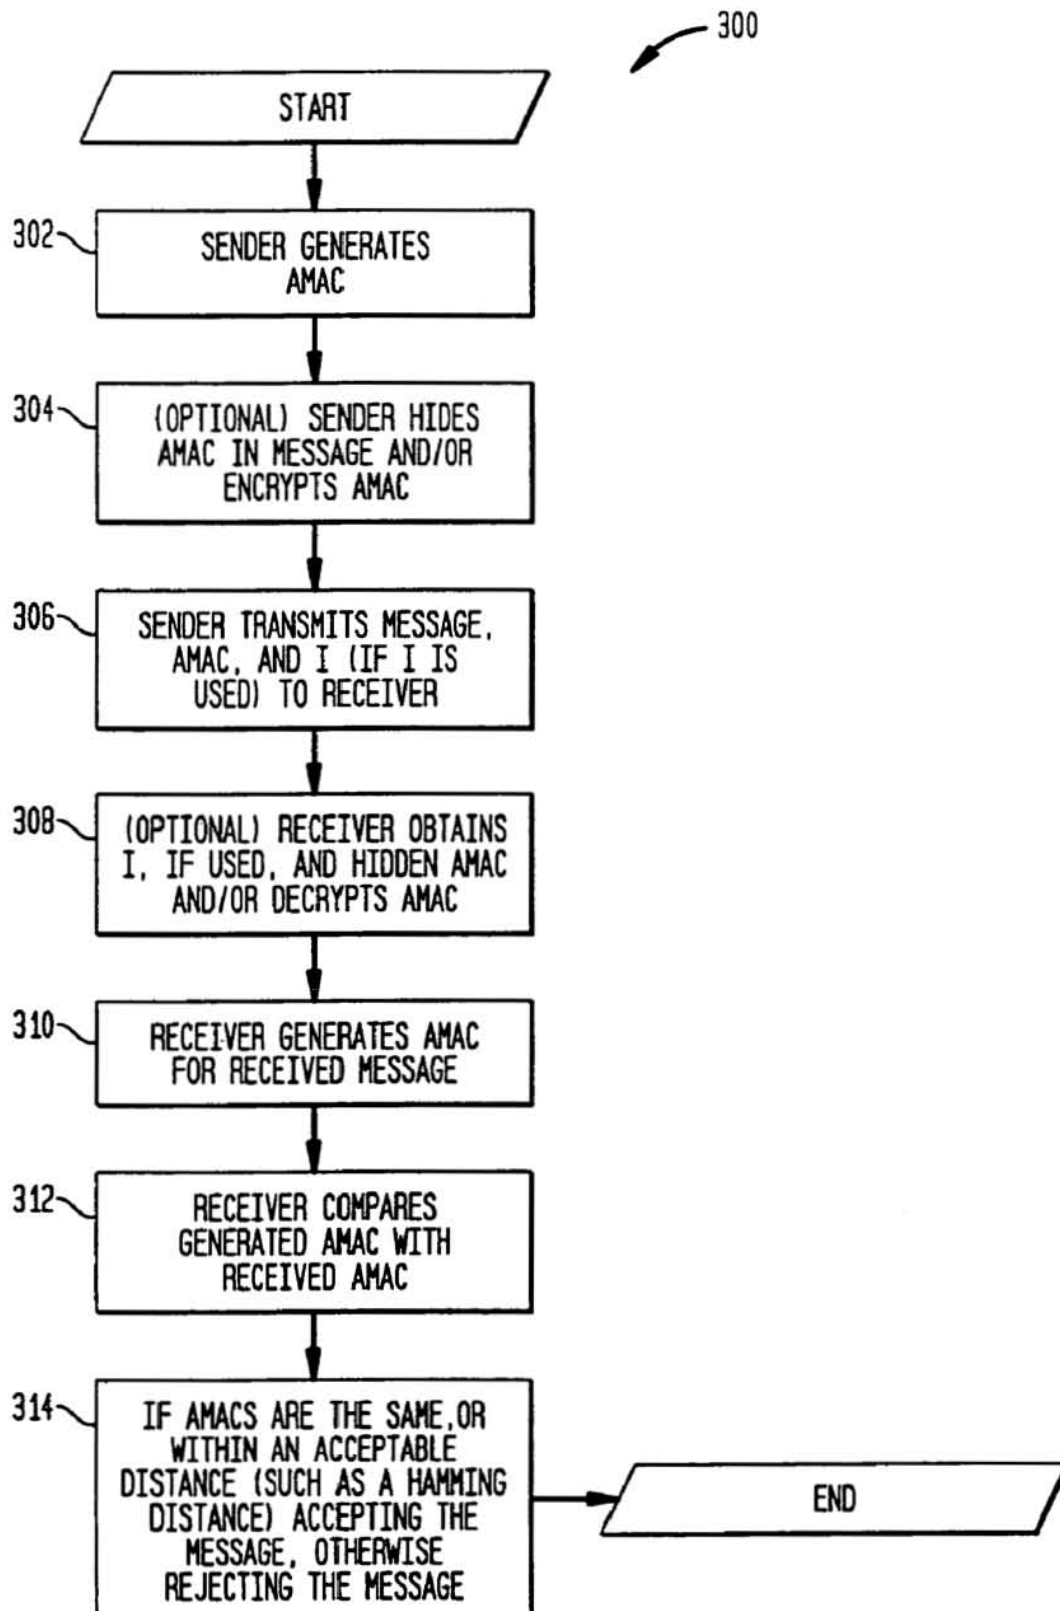 300
START
302
SENDER GENERATES
AMAC
304
(OPTIONAL) SENDER HIDES
AMAC IN MESSAGE AND/OR
ENCRYPTS AMAC
306
SENDER TRANSMITS MESSAGE,
AMAC, AND I (IF I IS
USED) TO RECEIVER
308
(OPTIONAL) RECEIVER OBTAINS
I, IF USED, AND HIDDEN AMAC
AND/OR DECRYPTS AMAC
310
RECEIVER GENERATES AMAC
FOR RECEIVED MESSAGE
312
RECEIVER COMPARES
GENERATED AMAC WITH
RECEIVED AMAC
314
IF AMACS ARE THE SAME, OR
WITHIN AN ACCEPTABLE
DISTANCE (SUCH AS A HAMMING
DISTANCE) ACCEPTING THE
MESSAGE, OTHERWISE
REJECTING THE MESSAGE
END